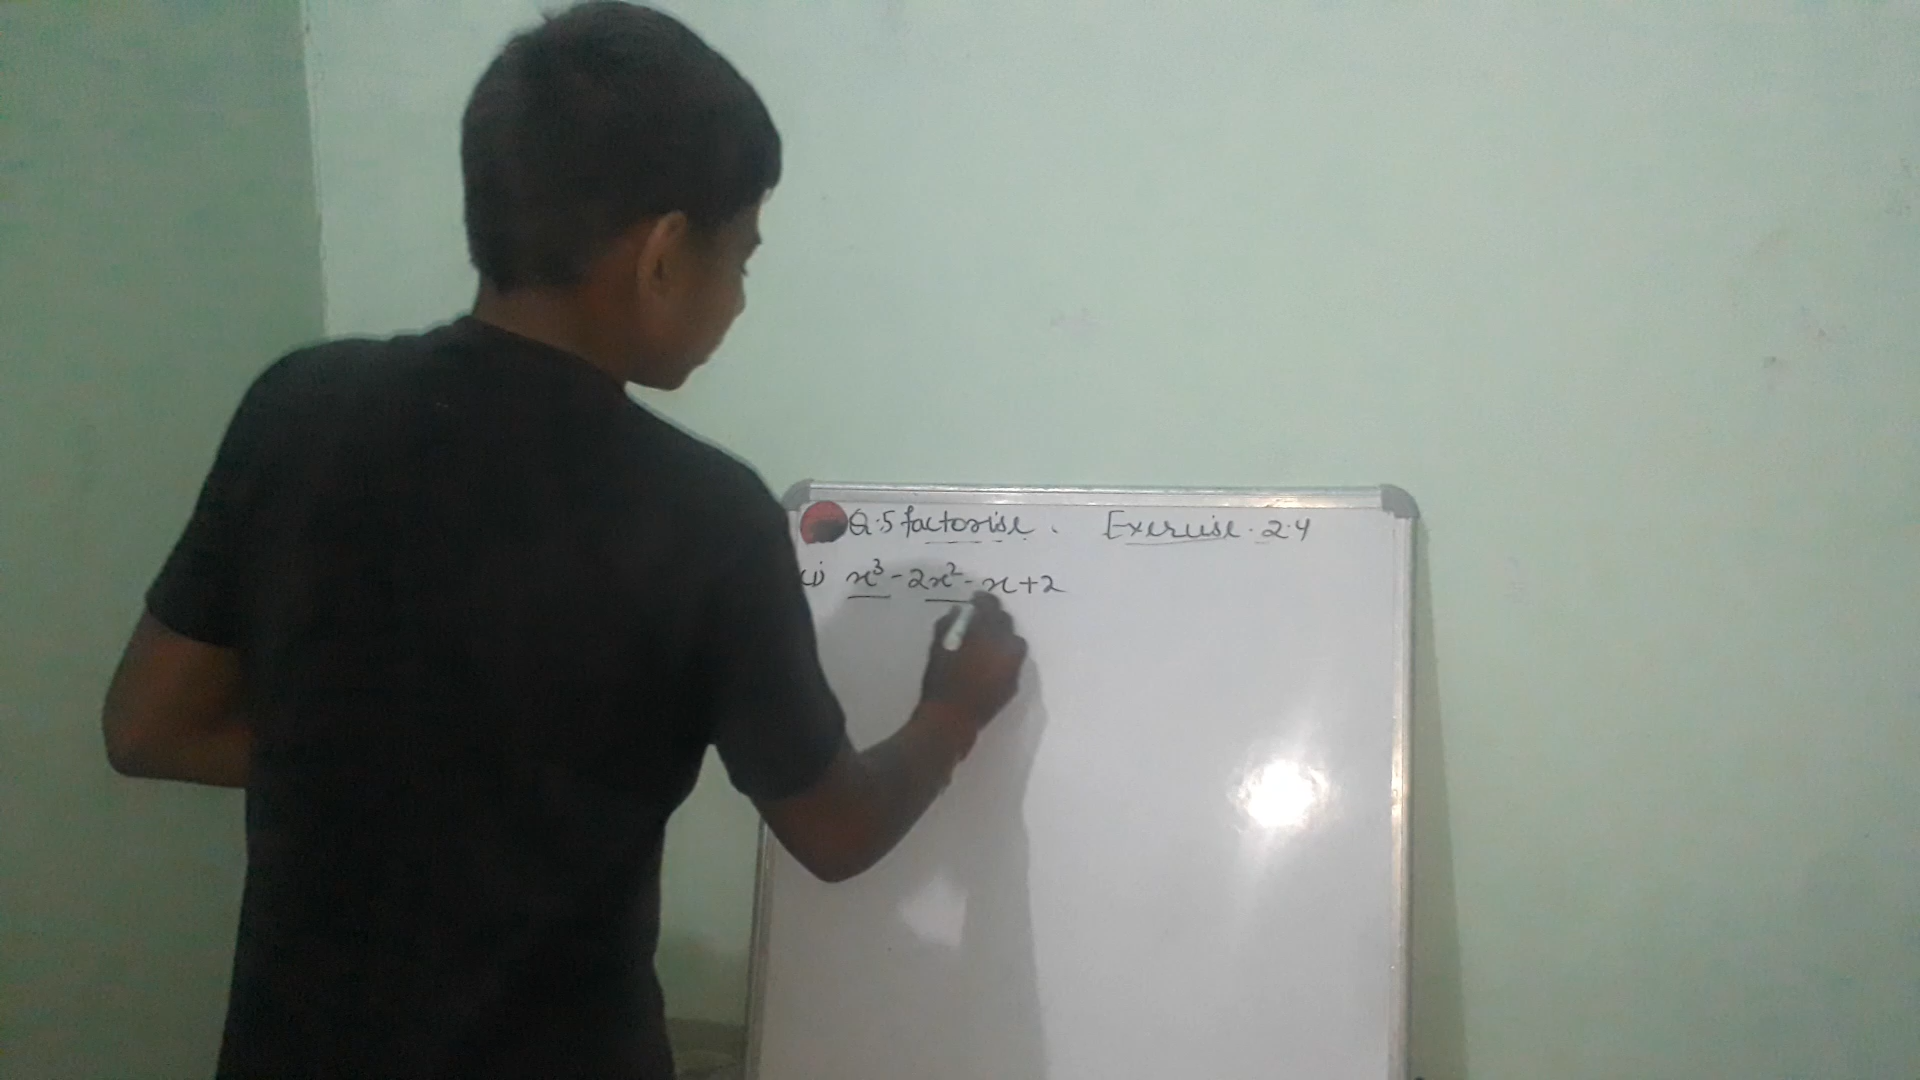 Q.5 factorise. Exercise. 2.4
(i) x³-2x²-x+2